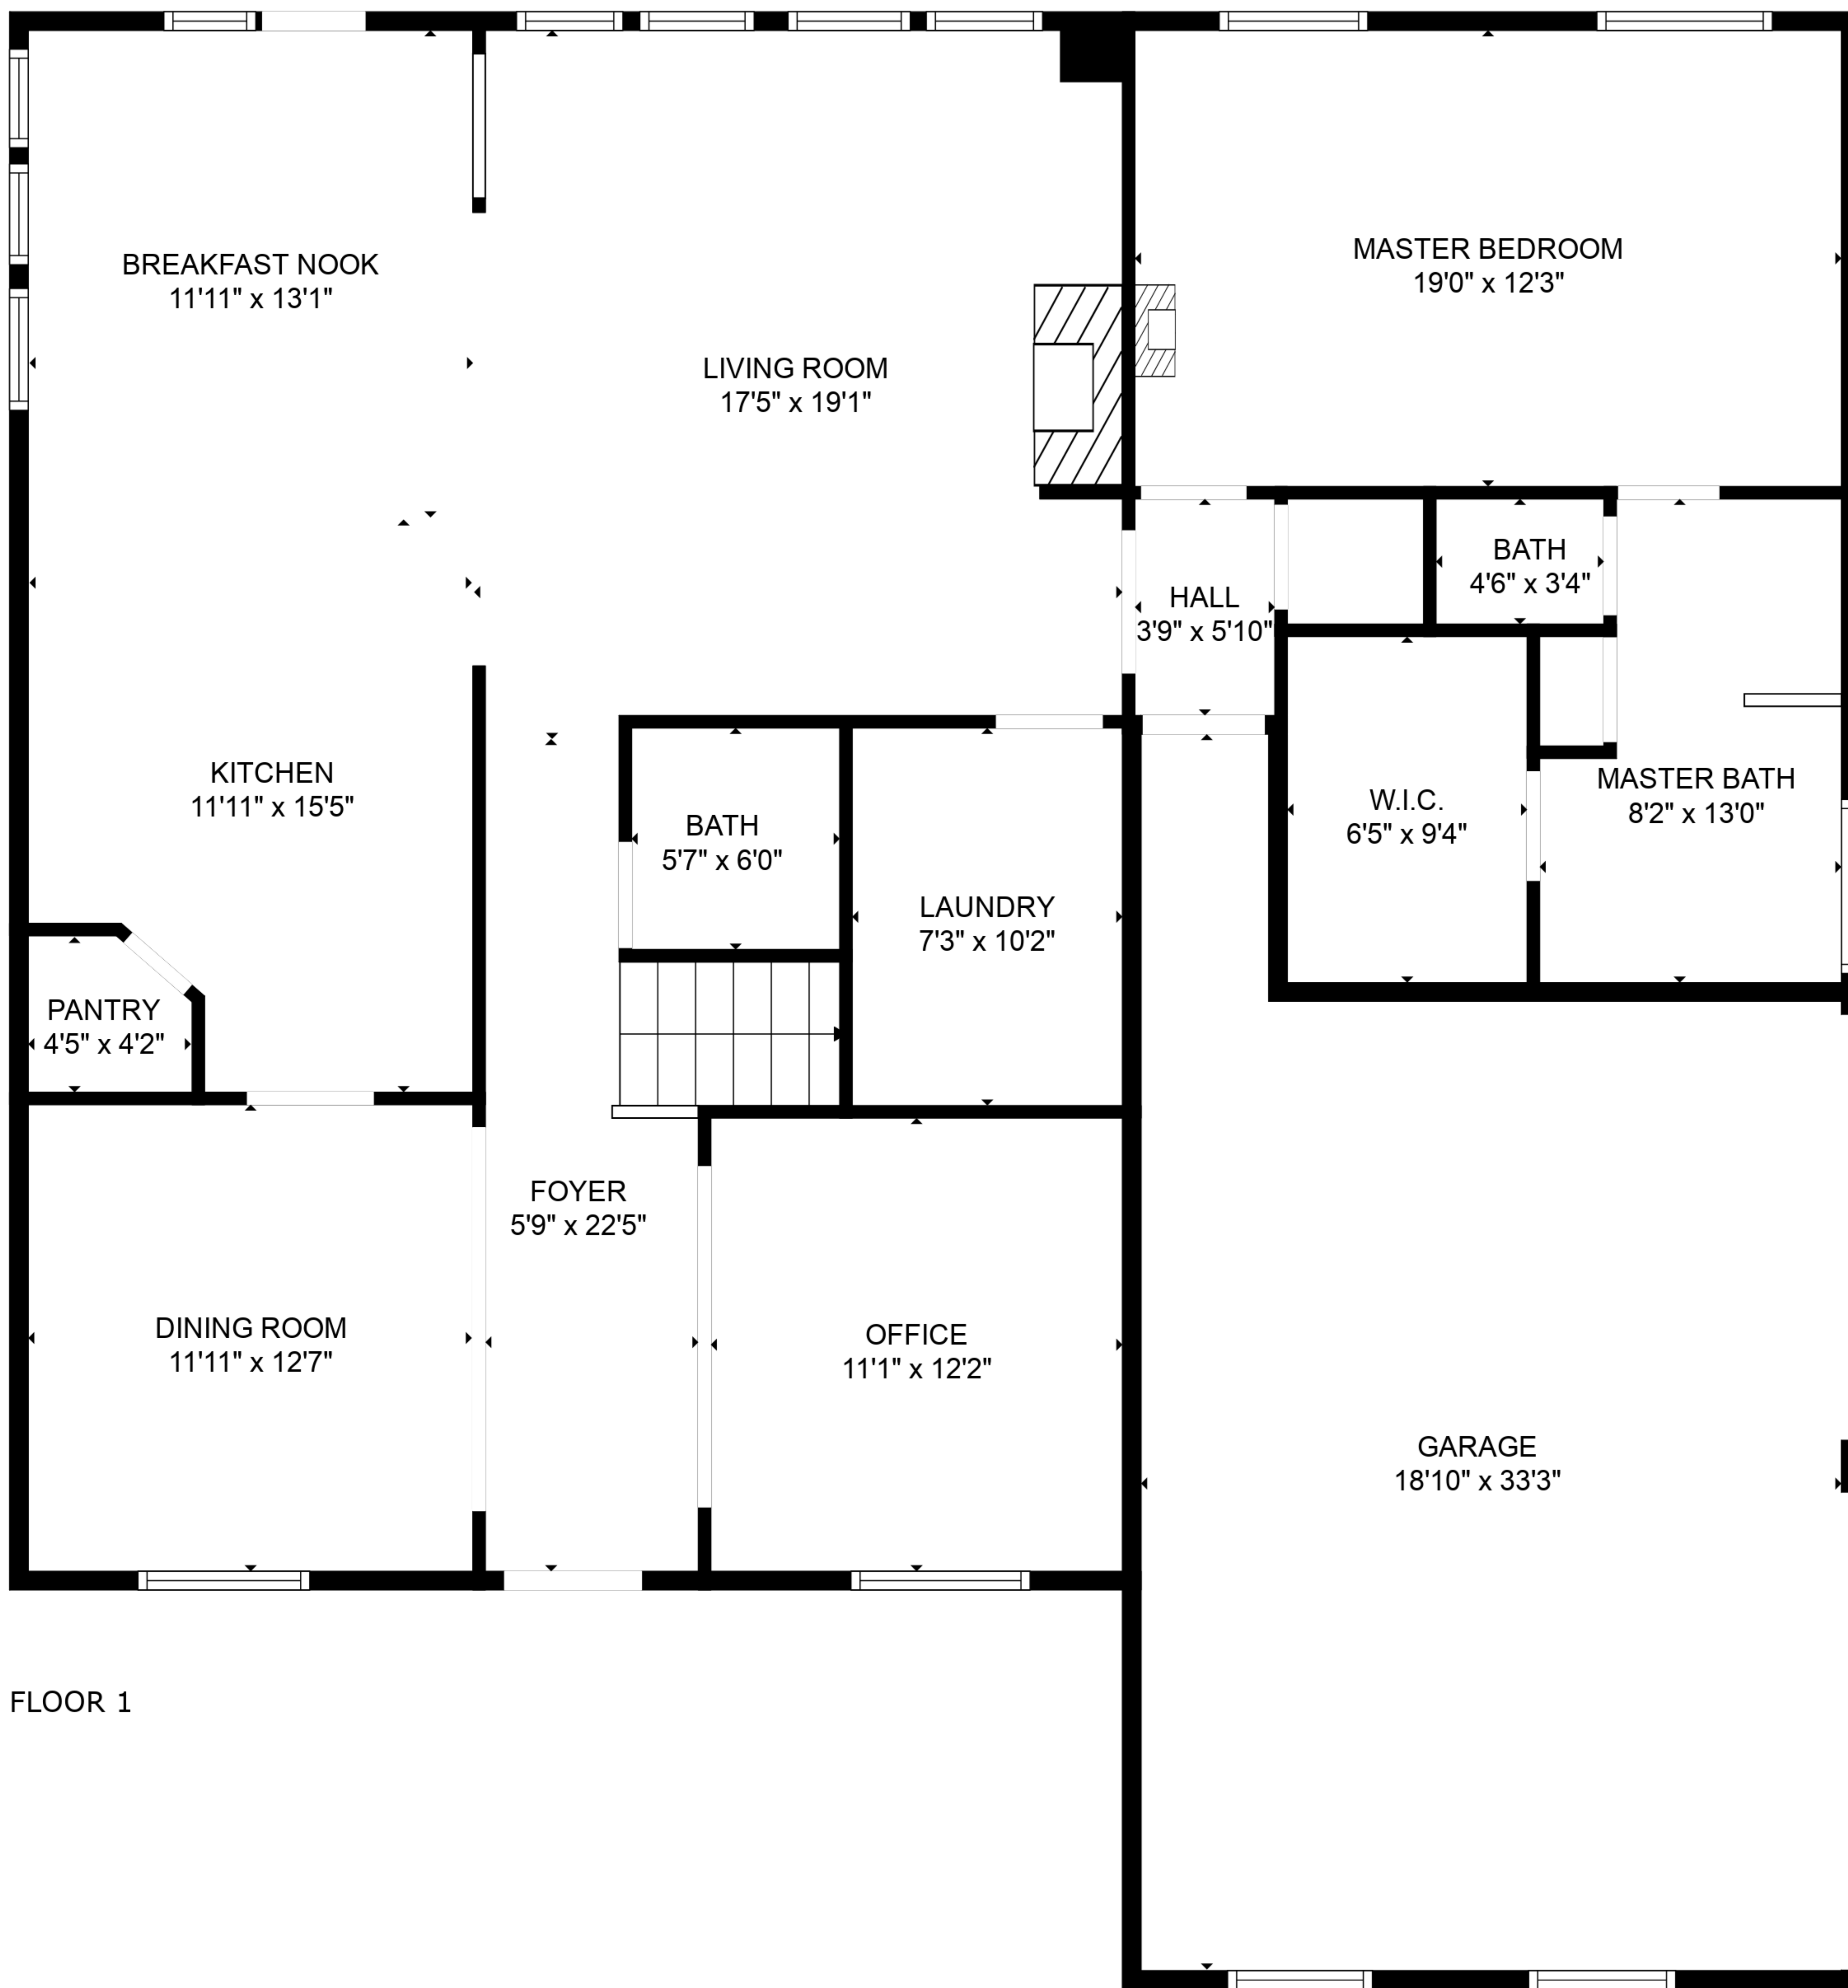 BREAKFAST NOOK
11'11" x 13'1"
MASTER BEDROOM
19'0" x 12'3"
LIVING ROOM
17'5" x 19'1"
BATH
4'6" x 3'4"
HALL
3'9" x 5'10"
KITCHEN
11'11" x 15'5"
MASTER BATH
8'2" x 13'0"
W.I.C.
6'5" x 9'4"
BATH
5'7" x 6'0"
LAUNDRY
7'3" x 10'2"
PANTRY
4'5" x 4'2"
FOYER
5'9" x 22'5"
DINING ROOM
11'11" x 12'7"
OFFICE
11'1" x 12'2"
GARAGE
18'10" x 33'3"
FLOOR 1